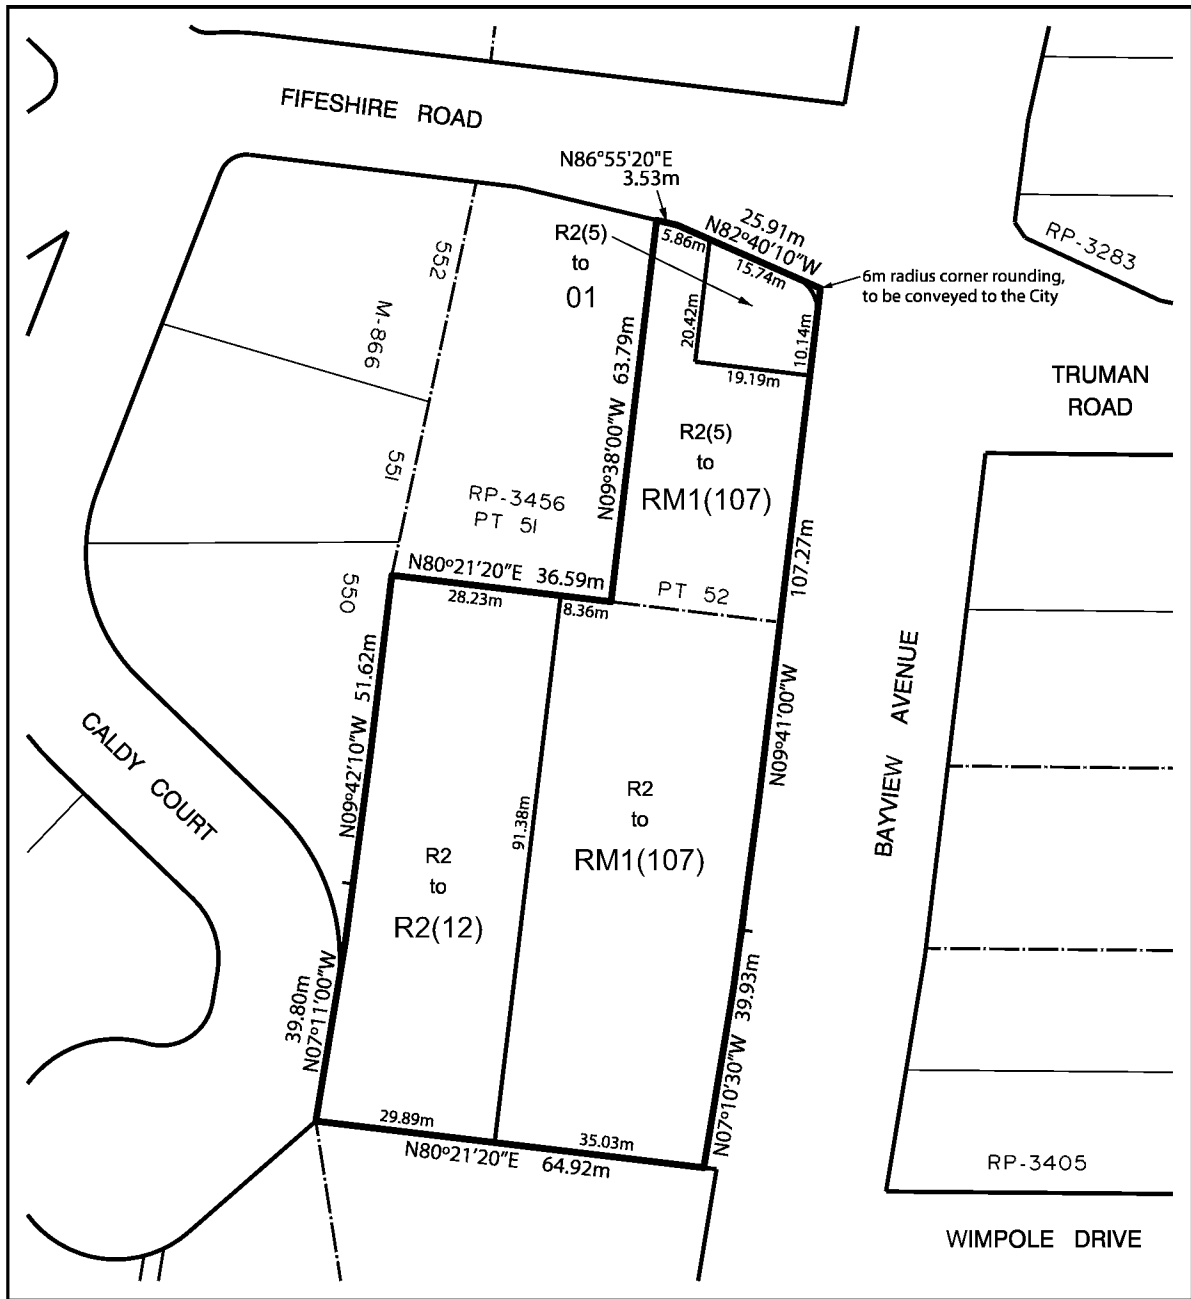 FIFESHIRE ROAD
N86°55'20"E
3.53m
25.91m
N82°40'10"W
RP-3283
R2(5)
to
01
5.86m
15.74m
6m radius corner rounding,
to be conveyed to the City
552
M-866
20.42m
10.14m
19.19m
N09°38'00"W 63.79m
TRUMAN
ROAD
R2(5)
to
RM1(107)
551
RP-3456
PT 51
N80°21'20"E 36.59m
28.23m
8.36m
PT 52
107.27m
N09°41'00"W
550
N09°42'10"W 51.62m
BAYVIEW AVENUE
CALDY COURT
91.38m
R2
to
RM1(107)
R2
to
R2(12)
39.80m
N07°11'00"W
N07°10'30"W 39.93m
29.89m
35.03m
N80°21'20"E 64.92m
RP-3405
WIMPOLE DRIVE